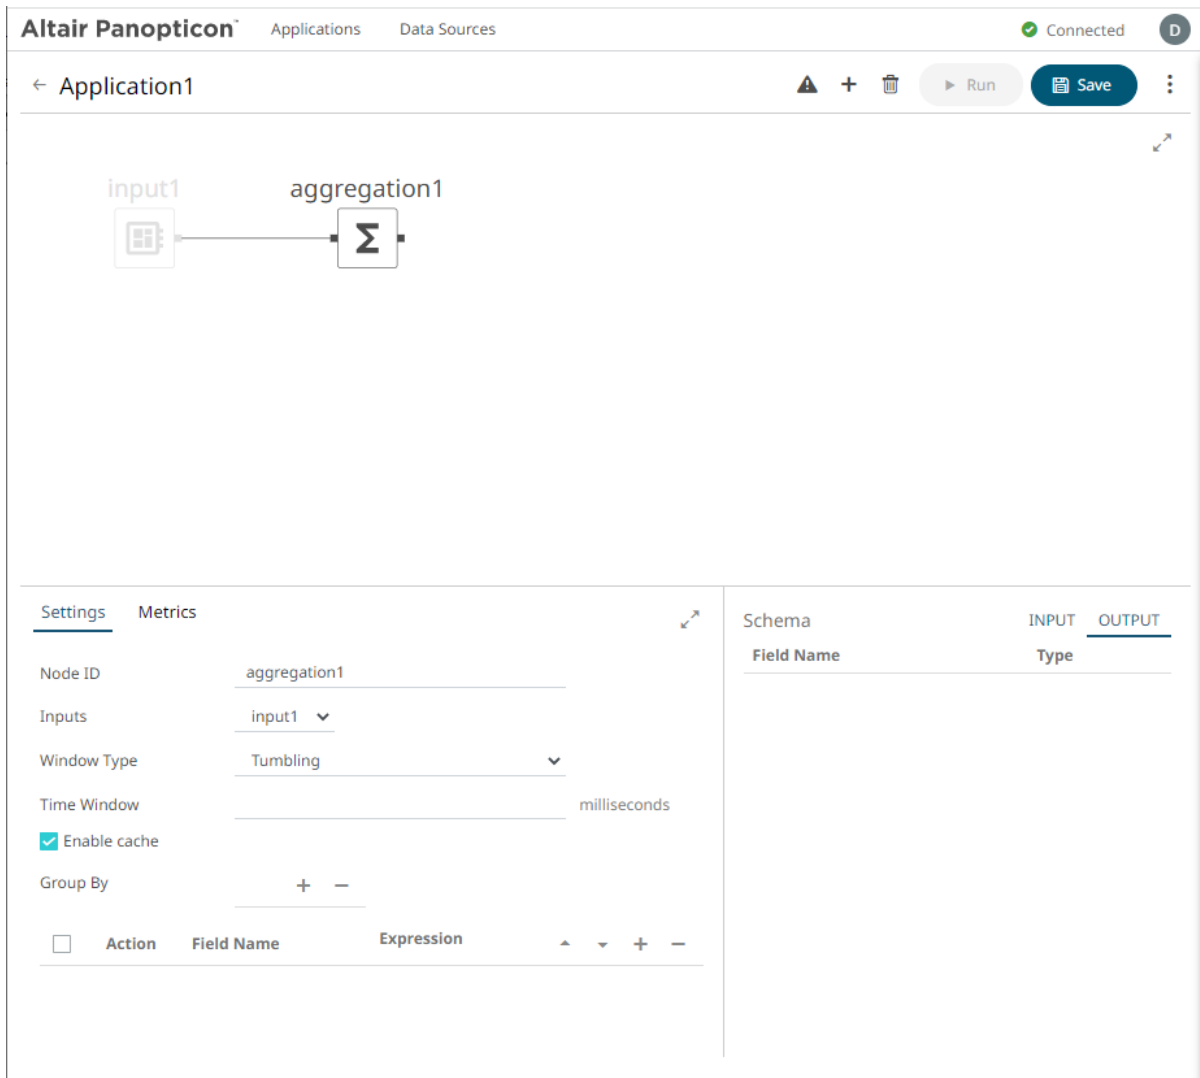 Altair Panopticon™ Applications Data Sources Connected D
← Application1 Run Save
input1 aggregation1
Σ
Settings Metrics
Schema INPUT OUTPUT
Field Name Type
Node ID aggregation1
Inputs input1
Window Type Tumbling
Time Window milliseconds
Enable cache
Group By + −
Action Field Name Expression + −